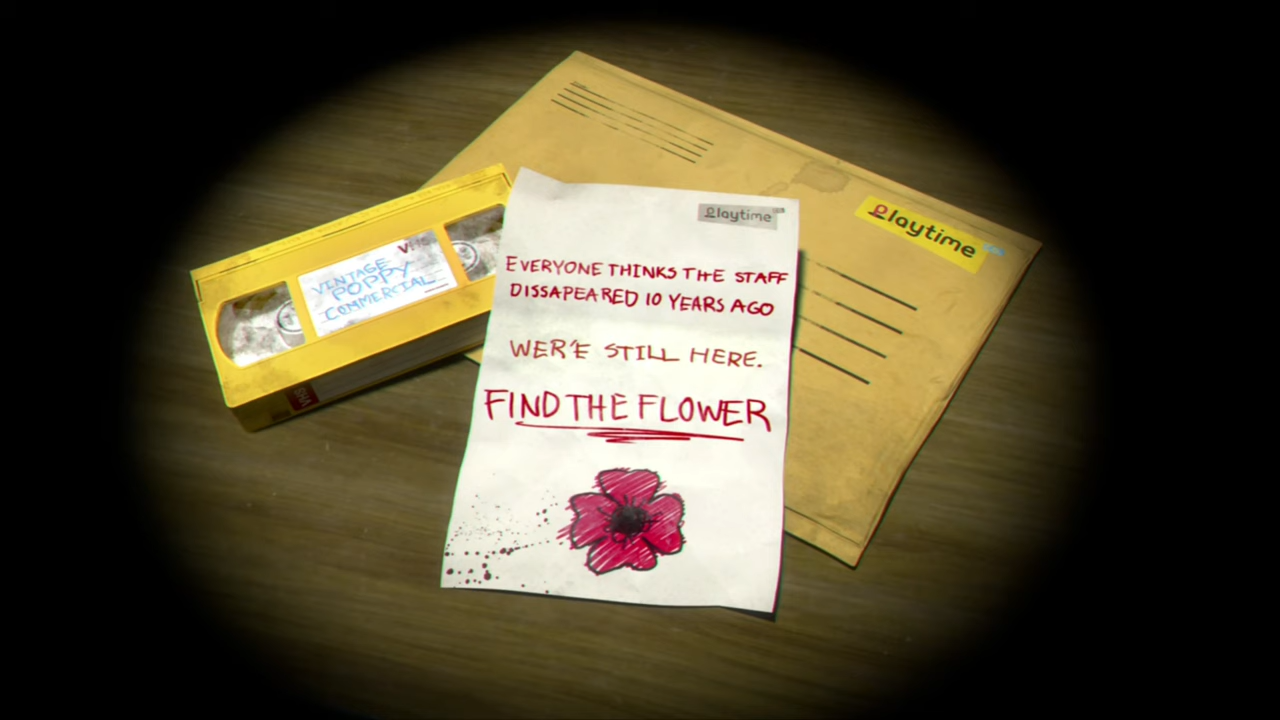 VHS
VINTAGE
POPPY
COMMERCIAL
VHS
Playtime
EVERYONE THINKS THE STAFF
DISSAPEARED 10 YEARS AGO
WER'E STILL HERE.
FIND THE FLOWER
Playtime